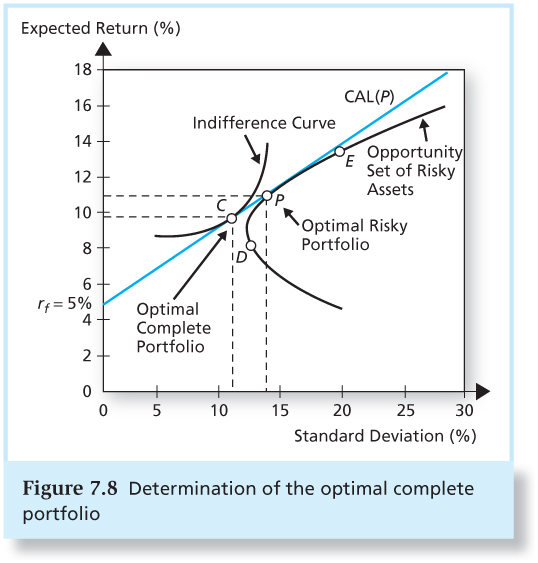 Expected Return (%)
18
16
14
12
10
8
6
4
2
0
r_f = 5%
CAL(P)
Indifference Curve
E
Opportunity
Set of Risky
Assets
C
P
Optimal Risky
Portfolio
D
Optimal
Complete
Portfolio
0
5
10
15
20
25
30
Standard Deviation (%)
Figure 7.8 Determination of the optimal complete
portfolio